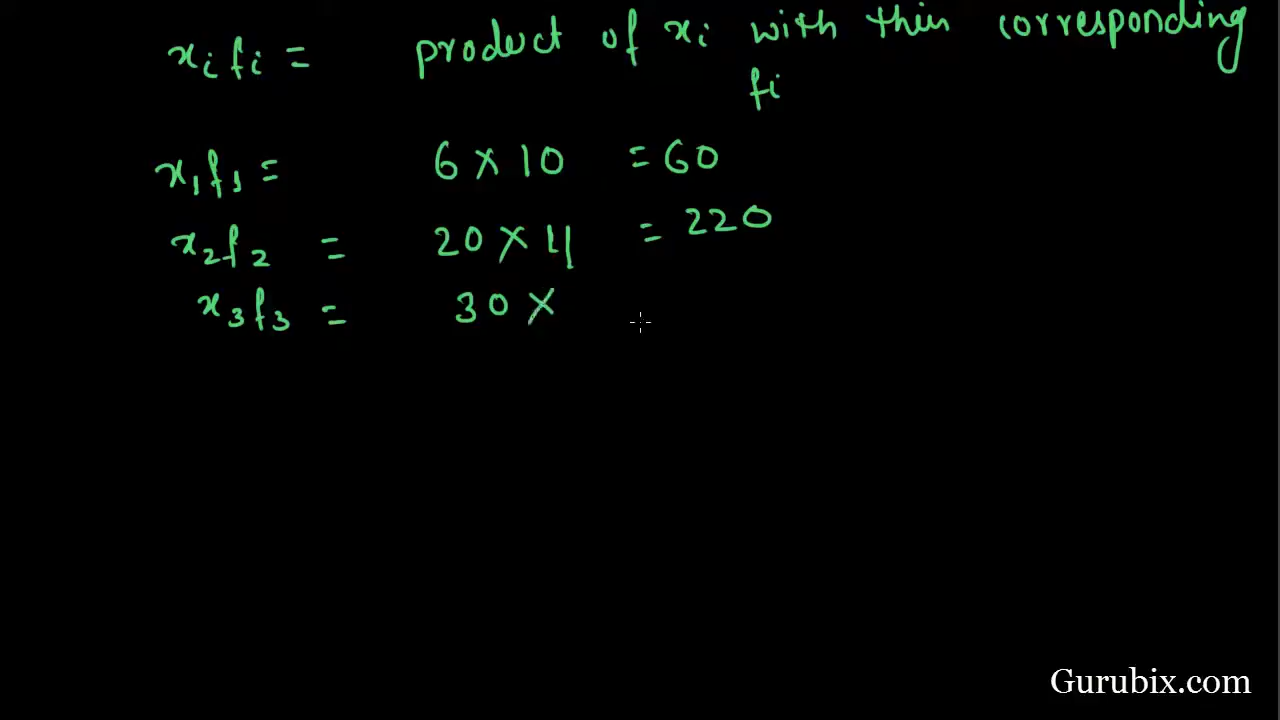 xᵢfᵢ = product of xᵢ with thin corresponding
fi
x₁f₁ = 6 × 10 = 60
x₂f₂ = 20 × 11 = 220
x₃f₃ = 30 ×
Gurubix.com